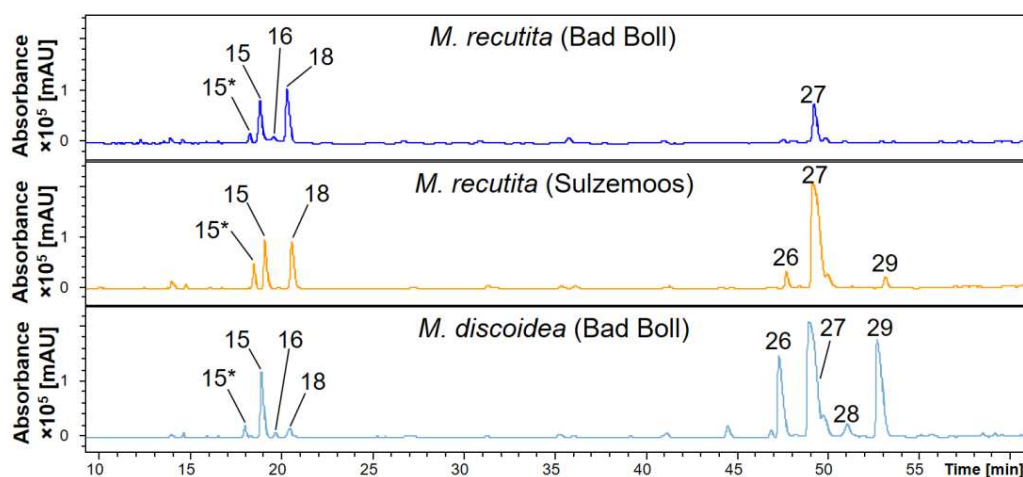 M. recutita (Bad Boll)
Absorbance
×10⁵ [mAU]
1
0
15*
15
16
18
27
M. recutita (Sulzemoos)
Absorbance
×10⁵ [mAU]
1
0
15*
15
18
26
27
29
M. discoidea (Bad Boll)
Absorbance
×10⁵ [mAU]
1
0
15*
15
16
18
26
27
28
29
10 15 20 25 30 35 40 45 50 55 Time [min]